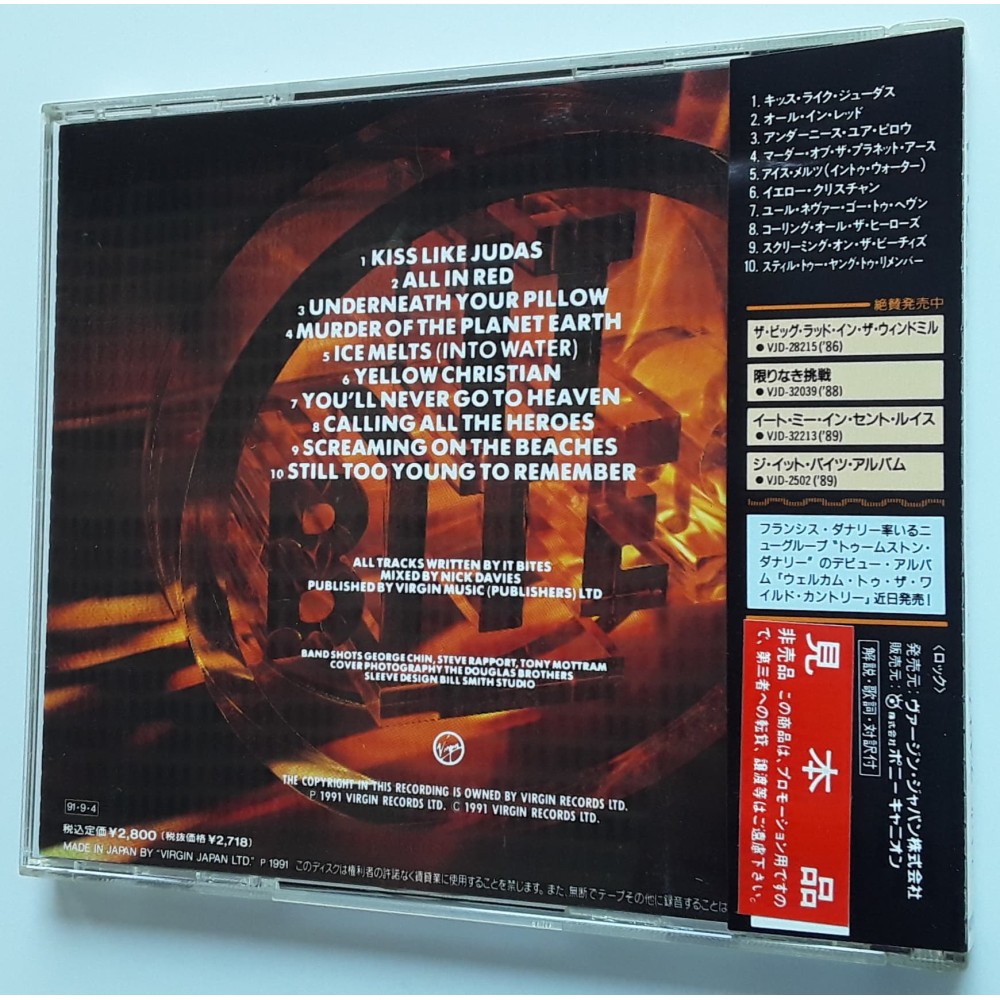 1 KISS LIKE JUDAS
2 ALL IN RED
3 UNDERNEATH YOUR PILLOW
4 MURDER OF THE PLANET EARTH
5 ICE MELTS (INTO WATER)
6 YELLOW CHRISTIAN
7 YOU'LL NEVER GO TO HEAVEN
8 CALLING ALL THE HEROES
9 SCREAMING ON THE BEACHES
10 STILL TOO YOUNG TO REMEMBER
IT
BITES
ALL TRACKS WRITTEN BY IT BITES
MIXED BY NICK DAVIES
PUBLISHED BY VIRGIN MUSIC (PUBLISHERS) LTD
BAND SHOTS GEORGE CHIN, STEVE RAPPORT, TONY MOTTRAM
COVER PHOTOGRAPHY THE DOUGLAS BROTHERS
SLEEVE DESIGN BILL SMITH STUDIO
Virgin
THE COPYRIGHT IN THIS RECORDING IS OWNED BY VIRGIN RECORDS LTD.
P 1991 VIRGIN RECORDS LTD. C 1991 VIRGIN RECORDS LTD.
91・9・4
税込定価¥2,800(税抜価格¥2,718)
MADE IN JAPAN BY "VIRGIN JAPAN LTD." P 1991 このディスクは権利者の許諾なく賃貸業に使用することを禁じます。また、無断でテープその他に録音することは
1. キッス・ライク・ジューダス
2. オール・イン・レッド
3. アンダーニース・ユア・ピロウ
4. マーダー・オブ・ザ・プラネット・アース
5. アイス・メルツ(イントゥ・ウォーター)
6. イエロー・クリスチャン
7. ユール・ネヴァー・ゴー・トゥ・ヘヴン
8. コーリング・オール・ザ・ヒーローズ
9. スクリーミング・オン・ザ・ビーチィズ
10. スティル・トゥー・ヤング・トゥ・リメンバー
絶賛発売中
ザ・ビッグ・ラッド・イン・ザ・ウィンドミル
●VJD-28215('86)
限りなき挑戦
●VJD-32039('88)
イート・ミー・イン・セント・ルイス
●VJD-32213('89)
ジ・イット・バイツ・アルバム
●VJD-2502('89)
フランシス・ダナリー率いるニ
ューグループ"トゥームストン・
ダナリー"のデビュー・アルバ
ム「ウェルカム・トゥ・ザ・ワ
イルド・カントリー」近日発売!
〈ロック〉
発売元:ヴァージン・ジャパン株式会社
販売元:株式会社ポニーキャニオン
解説・歌詞・対訳付
見本品
非売品 この商品は、プロモーション用ですの
で、第三者への転貸、譲渡等はご遠慮下さい。